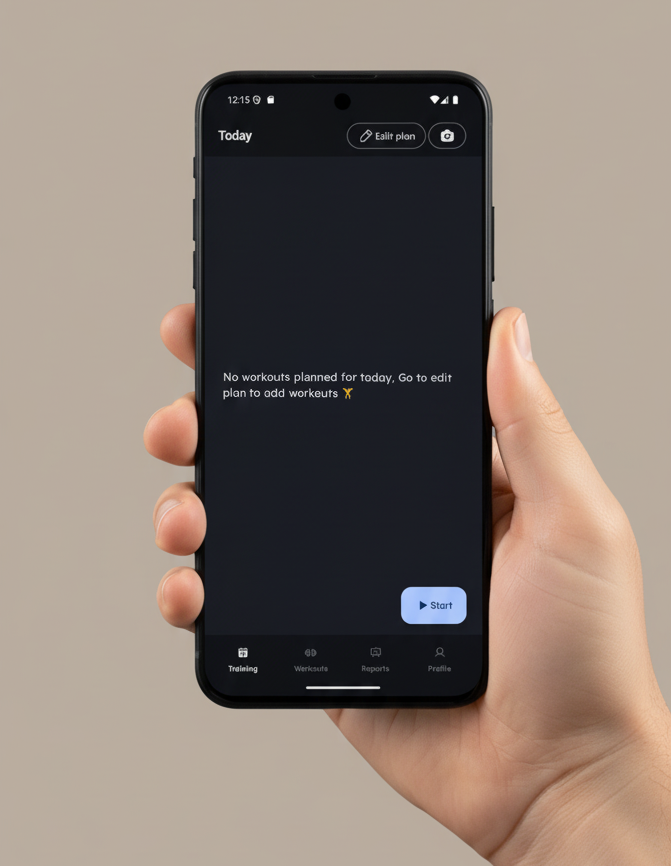 12:15
Today
Ealit plan
No workouts planned for today, Go to edit
plan to add workeuts
Start
Training
Werkouts
Reports
Profile